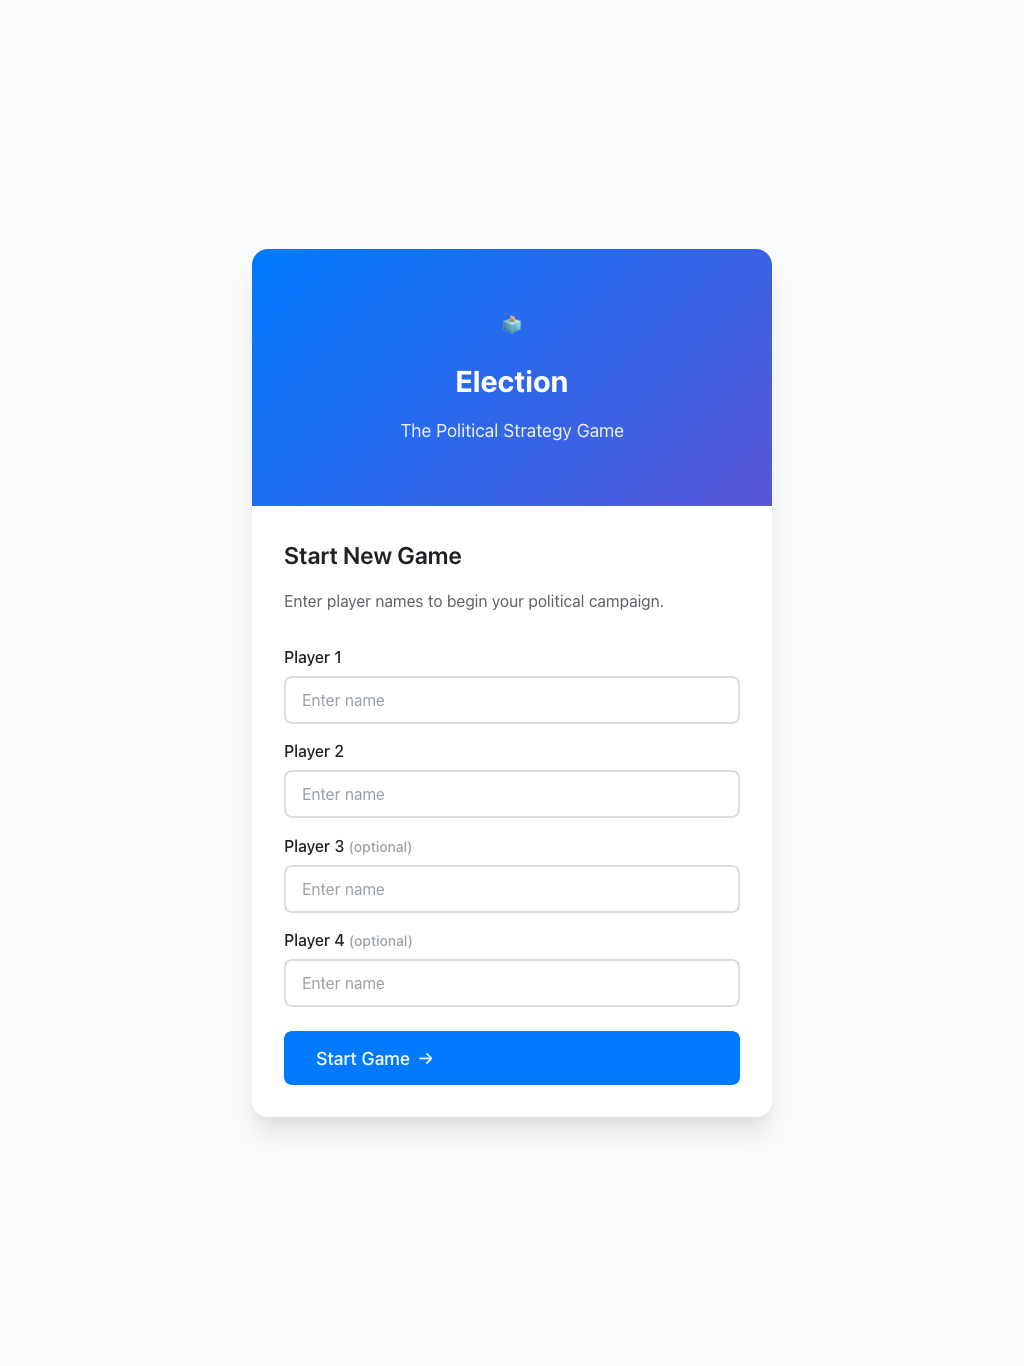 Election
The Political Strategy Game
Start New Game
Enter player names to begin your political campaign.
Player 1
Enter name
Player 2
Enter name
Player 3 (optional)
Enter name
Player 4 (optional)
Enter name
Start Game →